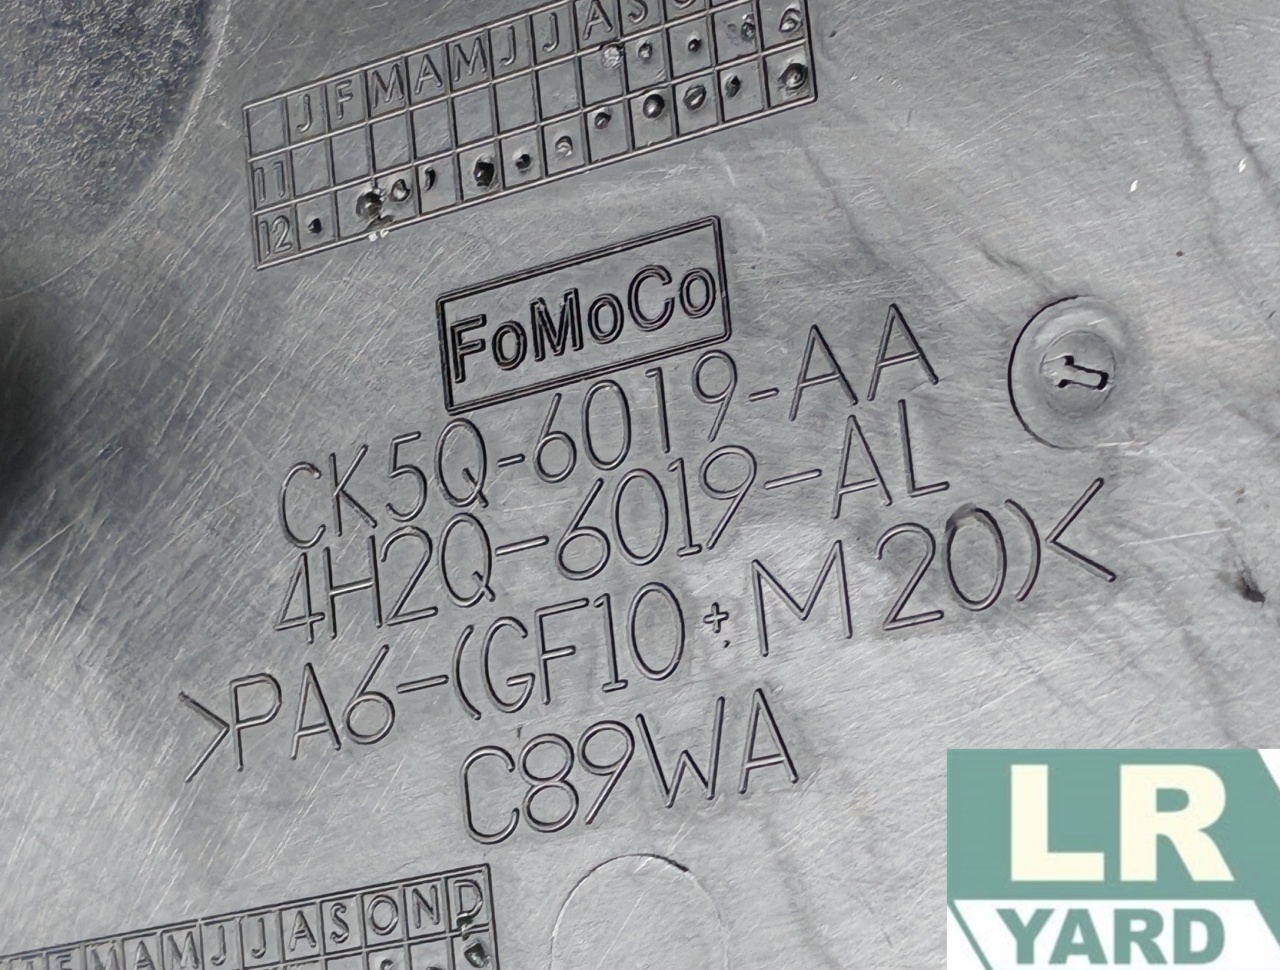 J F M A M J J A S
11
12
FoMoCo
CK5Q-6019-AA
4H2Q-6019-AL
>PA6-(GF10+M20)<
C89WA
M A M J J A S O N D
LR
YARD